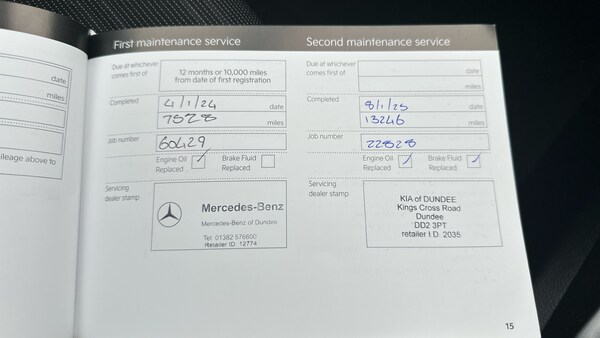 date
miles
ileage above to
First maintenance service
Due at whichever
comes first of
12 months or 10,000 miles
from date of first registration
Completed
4/1/24
date
7528
miles
Job number
60429
Engine Oil
Replaced
Brake Fluid
Replaced
Servicing
dealer stamp
Mercedes-Benz
Mercedes-Benz of Dundee
Tel: 01382 576600
Retailer ID: 12774
Second maintenance service
Due at whichever
comes first of
date
miles
Completed
8/1/25
date
13246
miles
Job number
22828
Engine Oil
Replaced
Brake Fluid
Replaced
Servicing
dealer stamp
KIA of DUNDEE
Kings Cross Road
Dundee
DD2 3PT
retailer I.D. 2035
15